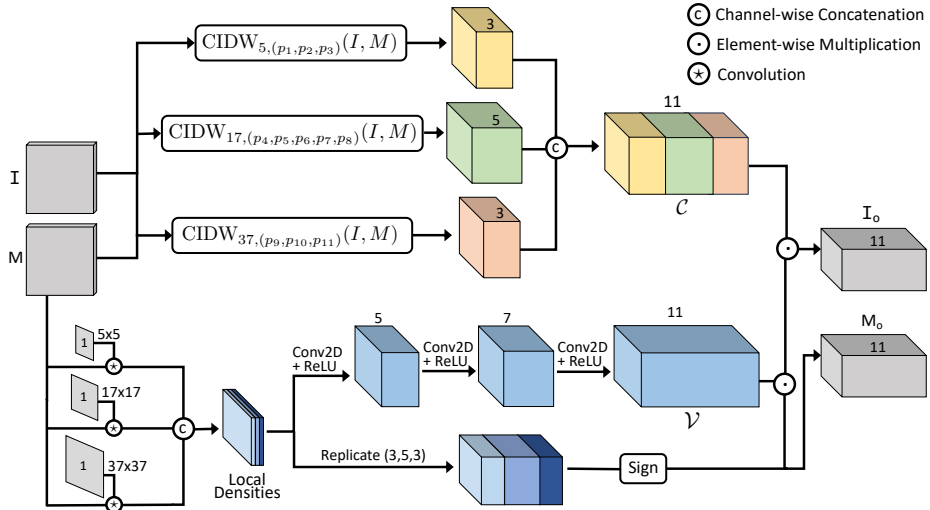 Channel-wise Concatenation
Element-wise Multiplication
Convolution
c
CIDW5,(p1,p2,p3)(I, M)
3
CIDW17,(p4,p5,p6,p7,p8)(I, M)
5
CIDW37,(p9,p10,p11)(I, M)
3
I
M
c
11
C
Io
11
Mo
11
5x5
1
17x17
1
37x37
1
c
Local
Densities
Conv2D
+ ReLU
5
Conv2D
+ ReLU
7
Conv2D
+ ReLU
11
V
Replicate (3,5,3)
Sign